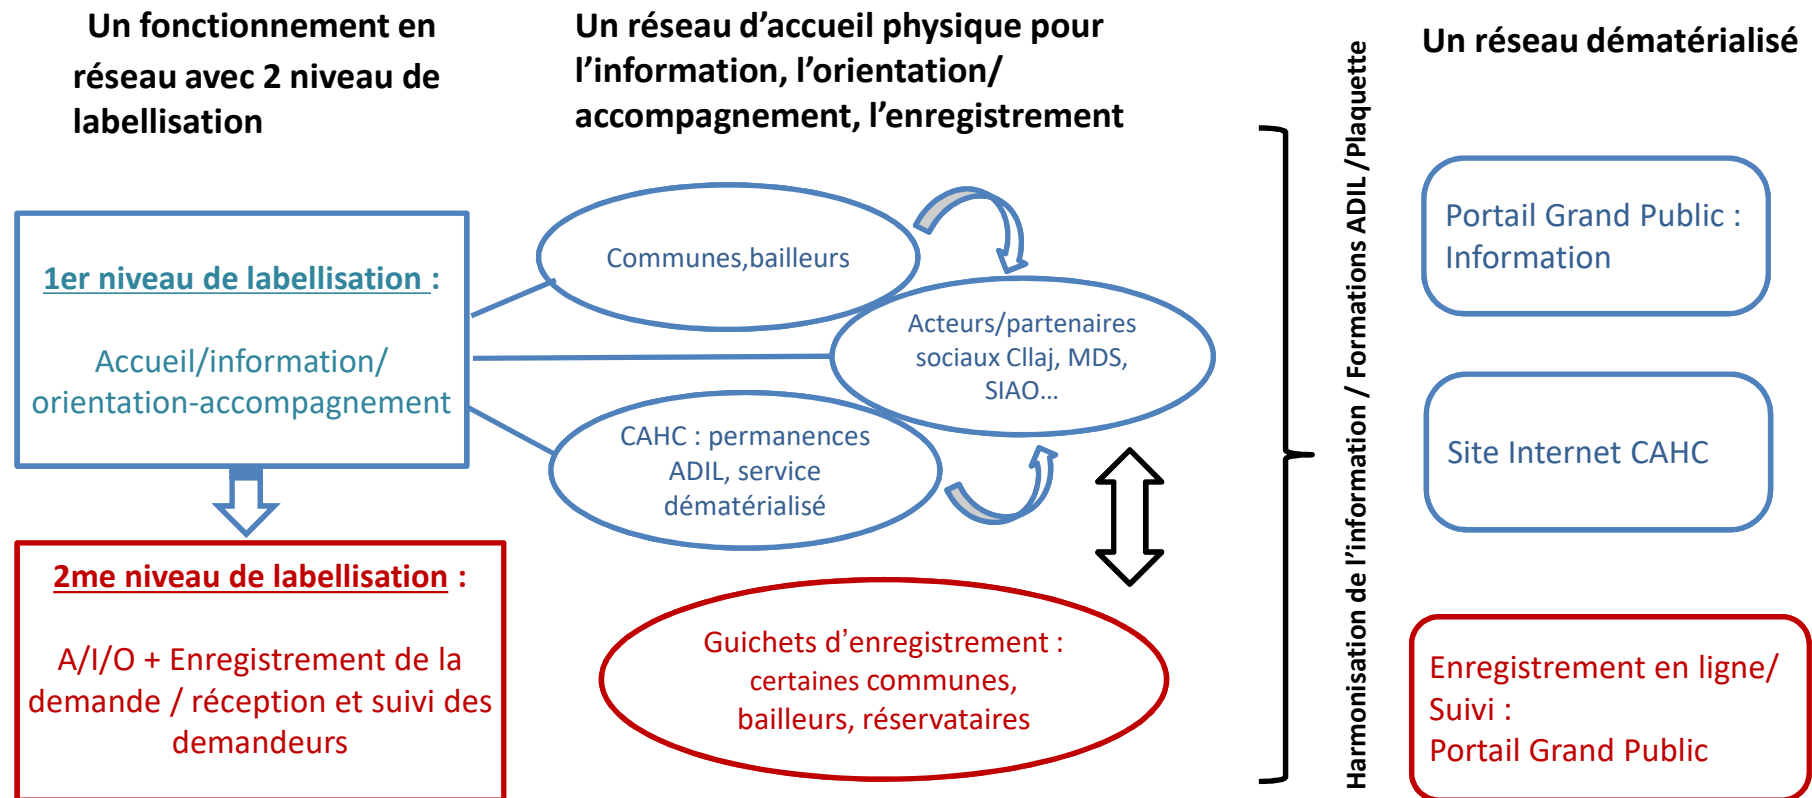 Un fonctionnement en
réseau avec 2 niveau de
labellisation
1er niveau de labellisation :
Accueil/information/
orientation-accompagnement
2me niveau de labellisation :
A/I/O + Enregistrement de la
demande / réception et suivi des
demandeurs
Un réseau d’accueil physique pour
l’information, l’orientation/
accompagnement, l’enregistrement
Communes,bailleurs
Acteurs/partenaires
sociaux Cllaj, MDS,
SIAO…
CAHC : permanences
ADIL, service
dématérialisé
Guichets d’enregistrement :
certaines communes,
bailleurs, réservataires
Harmonisation de l’information / Formations ADIL /Plaquette
Un réseau dématérialisé
Portail Grand Public :
Information
Site Internet CAHC
Enregistrement en ligne/
Suivi :
Portail Grand Public